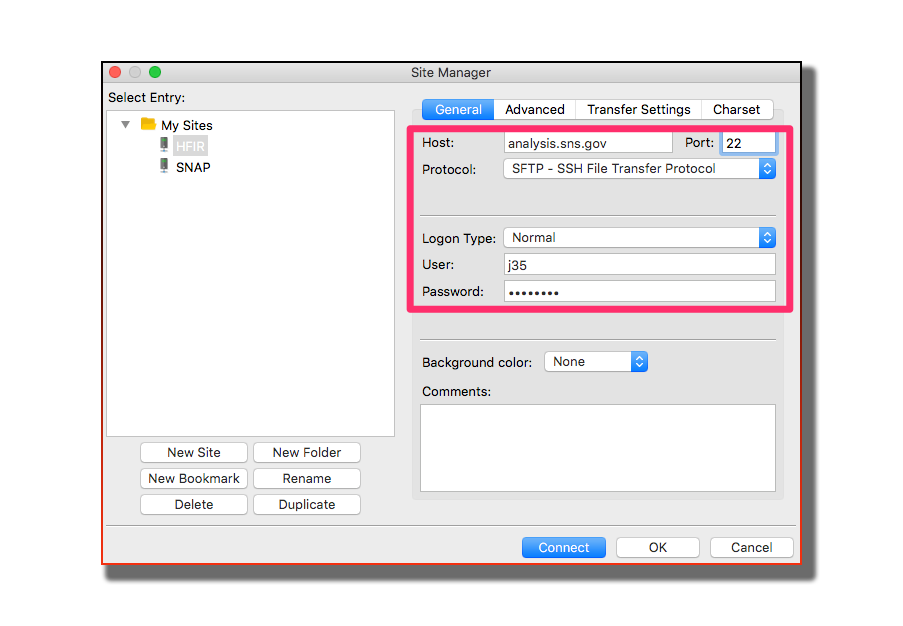 Site Manager
Select Entry:
My Sites
HFIR
SNAP
New Site New Folder
New Bookmark Rename
Delete Duplicate
General Advanced Transfer Settings Charset
Host: analysis.sns.gov Port: 22
Protocol: SFTP - SSH File Transfer Protocol
Logon Type: Normal
User: j35
Password: ••••••••
Background color: None
Comments:
Connect OK Cancel